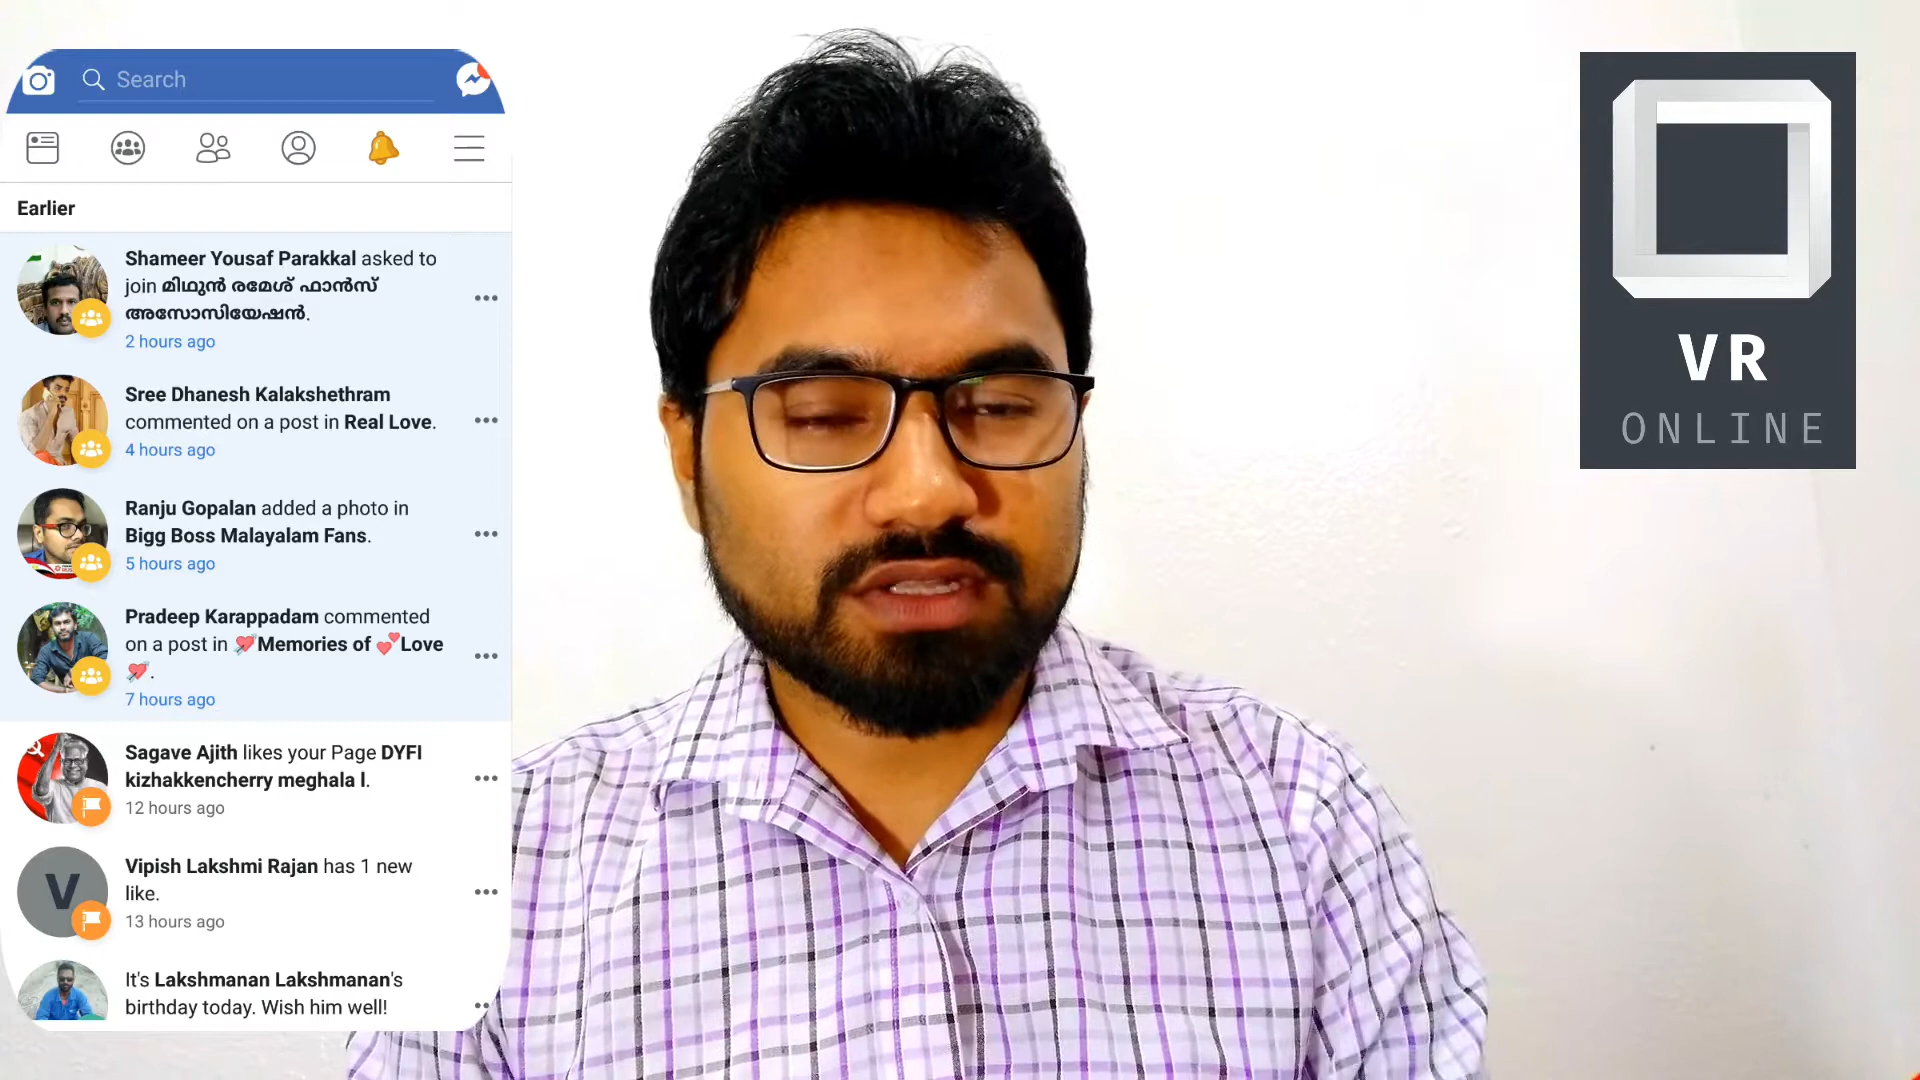 Search
Earlier
Shameer Yousaf Parakkal asked to
join മിഥുൻ രമേശ് ഫാൻസ്
അസോസിയേഷൻ.
2 hours ago
Sree Dhanesh Kalakshethram
commented on a post in Real Love.
4 hours ago
Ranju Gopalan added a photo in
Bigg Boss Malayalam Fans.
5 hours ago
Pradeep Karappadam commented
on a post in 💘Memories of 💕Love
💘.
7 hours ago
Sagave Ajith likes your Page DYFI
kizhakkencherry meghala l.
12 hours ago
V
Vipish Lakshmi Rajan has 1 new
like.
13 hours ago
It's Lakshmanan Lakshmanan's
birthday today. Wish him well!
VR
ONLINE